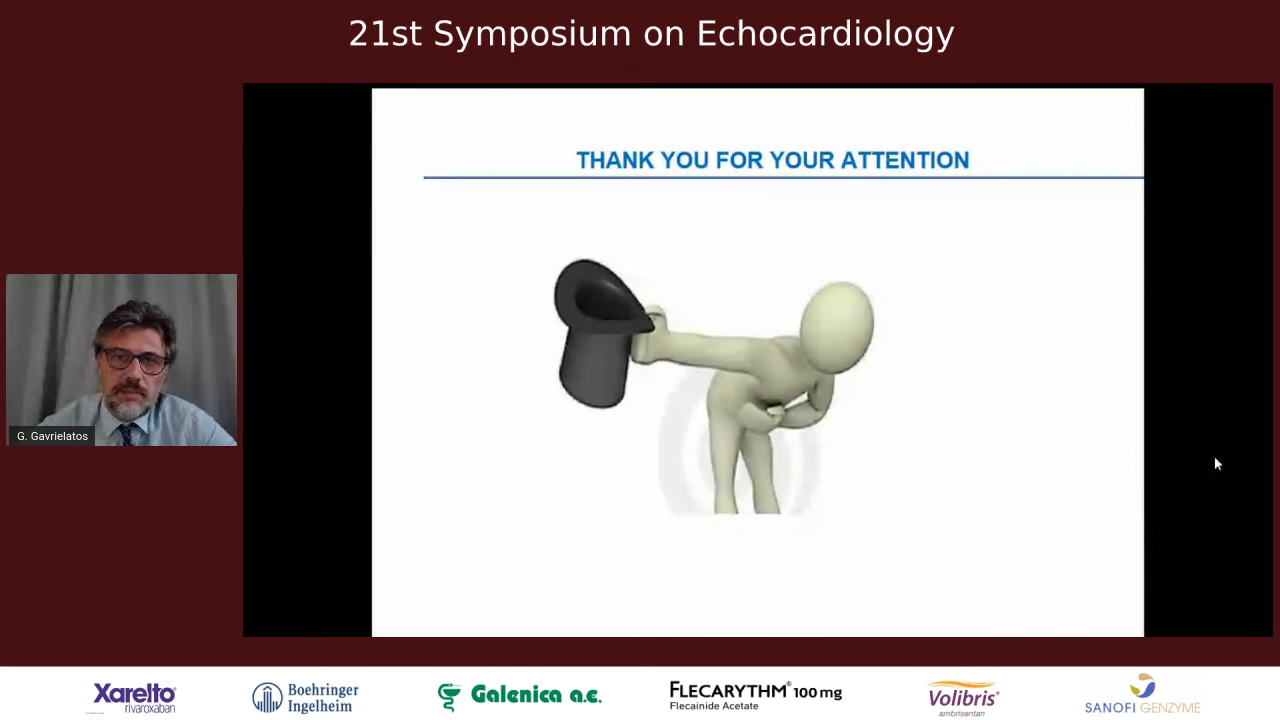 21st Symposium on Echocardiology
THANK YOU FOR YOUR ATTENTION
G. Gavrielatos
Xarelto®
rivaroxaban
Boehringer
Ingelheim
Galenica a.e.
FLECARYTHM® 100 mg
Flecainide Acetate
Volibris®
ambrisentan
SANOFI GENZYME